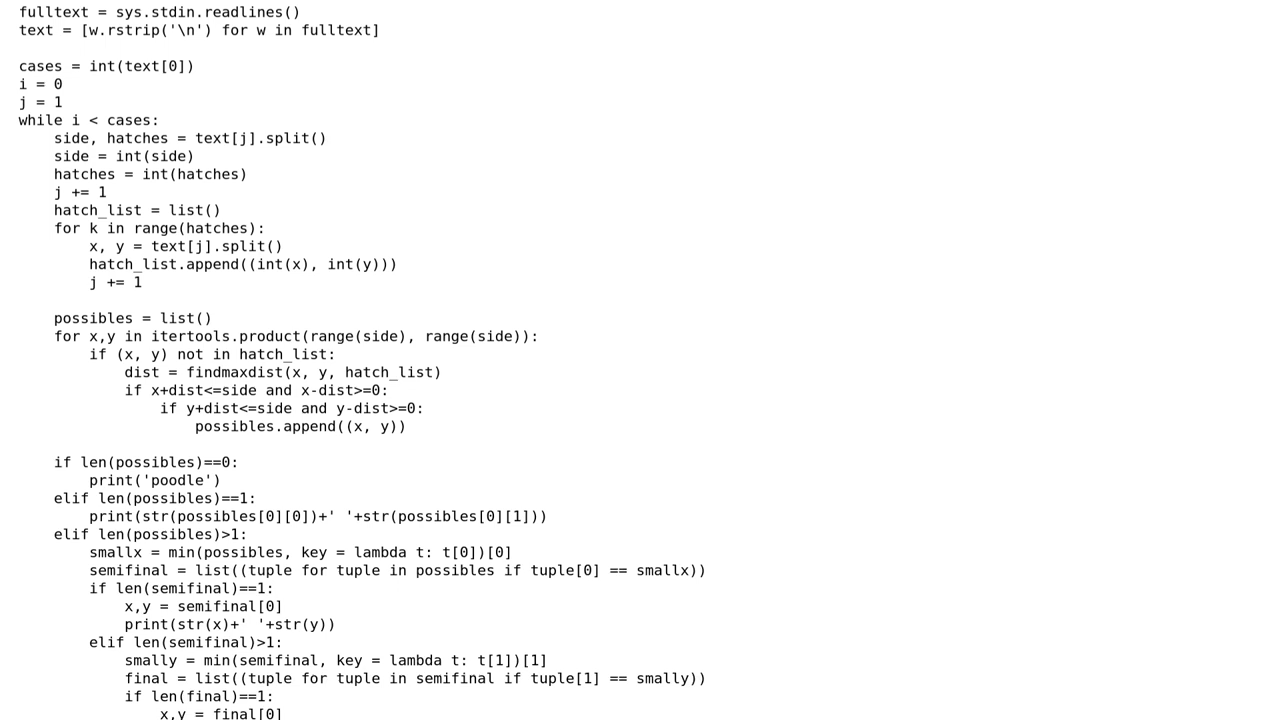 fulltext = sys.stdin.readlines()
text = [w.rstrip('\n') for w in fulltext]

cases = int(text[0])
i = 0
j = 1
while i < cases:
    side, hatches = text[j].split()
    side = int(side)
    hatches = int(hatches)
    j += 1
    hatch_list = list()
    for k in range(hatches):
        x, y = text[j].split()
        hatch_list.append((int(x), int(y)))
        j += 1

    possibles = list()
    for x,y in itertools.product(range(side), range(side)):
        if (x, y) not in hatch_list:
            dist = findmaxdist(x, y, hatch_list)
            if x+dist<=side and x-dist>=0:
                if y+dist<=side and y-dist>=0:
                    possibles.append((x, y))

    if len(possibles)==0:
        print('poodle')
    elif len(possibles)==1:
        print(str(possibles[0][0])+' '+str(possibles[0][1]))
    elif len(possibles)>1:
        smallx = min(possibles, key = lambda t: t[0])[0]
        semifinal = list((tuple for tuple in possibles if tuple[0] == smallx))
        if len(semifinal)==1:
            x,y = semifinal[0]
            print(str(x)+' '+str(y))
        elif len(semifinal)>1:
            smally = min(semifinal, key = lambda t: t[1])[1]
            final = list((tuple for tuple in semifinal if tuple[1] == smally))
            if len(final)==1:
                x,y = final[0]